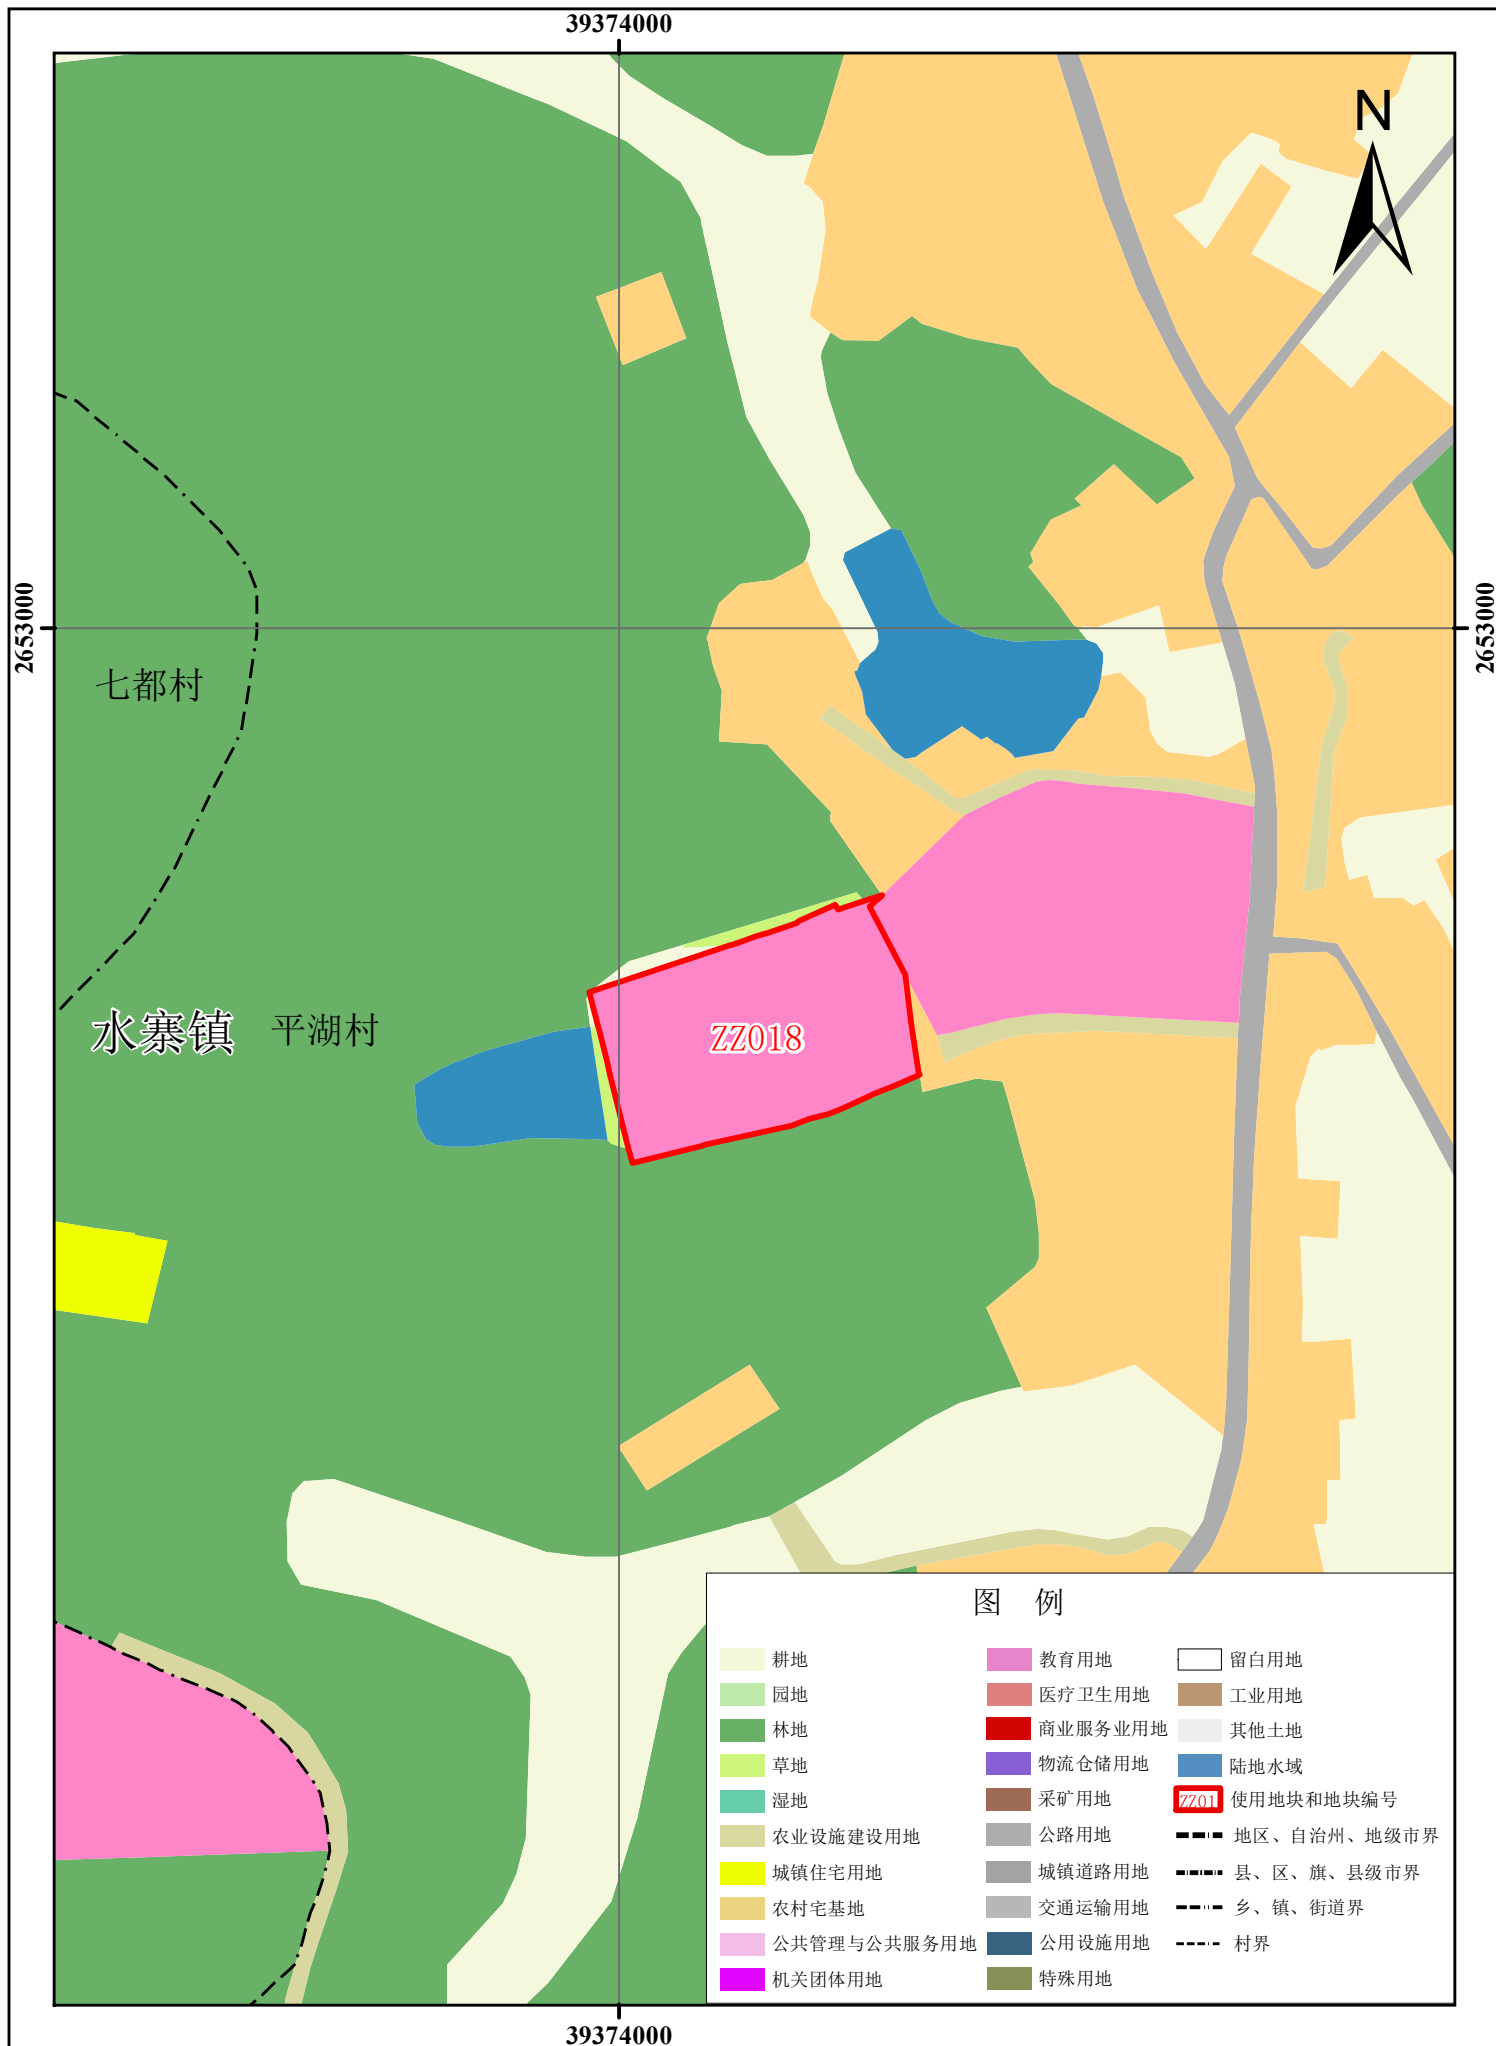 39374000
N
2653000
2653000
七都村
水寨镇
平湖村
ZZ018
图 例
耕地
园地
林地
草地
湿地
农业设施建设用地
城镇住宅用地
农村宅基地
公共管理与公共服务用地
机关团体用地
教育用地
医疗卫生用地
商业服务业用地
物流仓储用地
采矿用地
公路用地
城镇道路用地
交通运输用地
公用设施用地
特殊用地
留白用地
工业用地
其他土地
陆地水域
ZZ01 使用地块和地块编号
地区、自治州、地级市界
县、区、旗、县级市界
乡、镇、街道界
村界
39374000